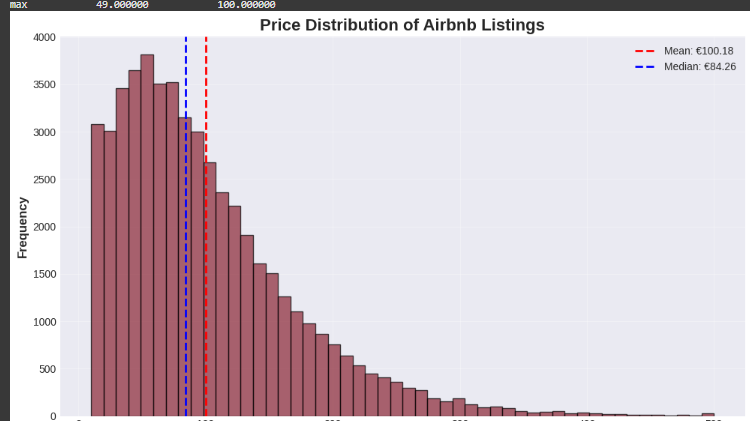 max 49.000000 100.000000
Price Distribution of Airbnb Listings
Mean: €100.18
Median: €84.26
4000
3500
3000
2500
2000
1500
1000
500
0
Frequency